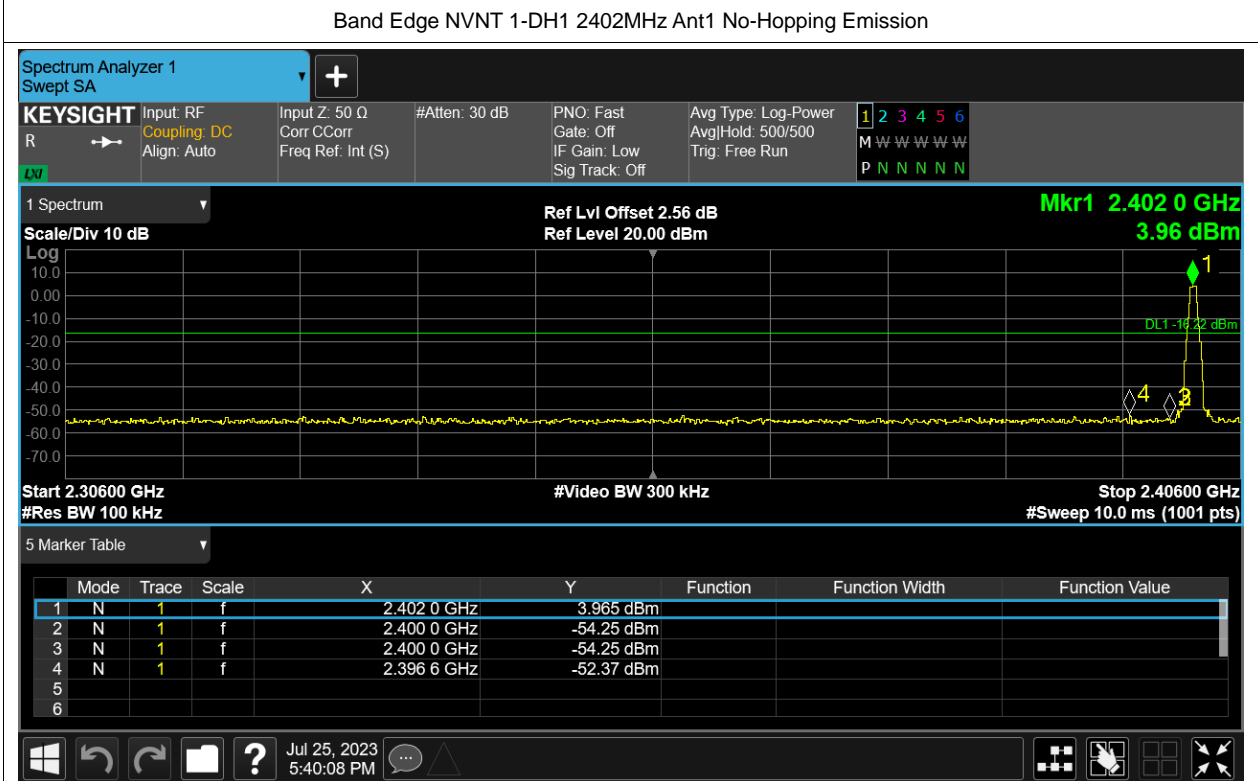 Band Edge NVNT 1-DH1 2402MHz Ant1 No-Hopping Emission
Spectrum Analyzer 1
Swept SA
+
KEYSIGHT Input: RF Input Z: 50 Ω #Atten: 30 dB PNO: Fast Avg Type: Log-Power 1 2 3 4 5 6
R Coupling: DC Corr CCorr Gate: Off Avg|Hold: 500/500 M W W W W W
Align: Auto Freq Ref: Int (S) IF Gain: Low Trig: Free Run
LXI Sig Track: Off P N N N N N
1 Spectrum
Ref Lvl Offset 2.56 dB Mkr1 2.402 0 GHz
Scale/Div 10 dB Ref Level 20.00 dBm 3.96 dBm
Log
1
10.0
0.00
-10.0
DL1 -16.22 dBm
-20.0
-30.0
-40.0
4
-50.0
-60.0
-70.0
Start 2.30600 GHz #Video BW 300 kHz Stop 2.40600 GHz
#Res BW 100 kHz #Sweep 10.0 ms (1001 pts)
5 Marker Table
Mode Trace Scale X Y Function Function Width Function Value
1 N 1 f 2.402 0 GHz 3.965 dBm
2 N 1 f 2.400 0 GHz -54.25 dBm
3 N 1 f 2.400 0 GHz -54.25 dBm
4 N 1 f 2.396 6 GHz -52.37 dBm
5
6
? Jul 25, 2023
5:40:08 PM